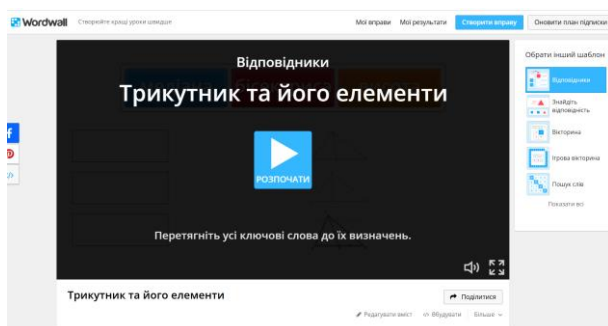 Wordwall Створюйте кращі уроки швидше
Мої вправи Мої результати Створити вправу Оновити план підписки
Відповідники
Трикутник та його елементи
РОЗПОЧАТИ
Перетягніть усі ключові слова до їх визначень.
Обрати інший шаблон
Відповідники
Знайдіть відповідність
Вікторина
Ігрова вікторина
Пошук слів
Показати всі
Трикутник та його елементи
Поділитися
Редагувати вміст
Вбудувати
Більше